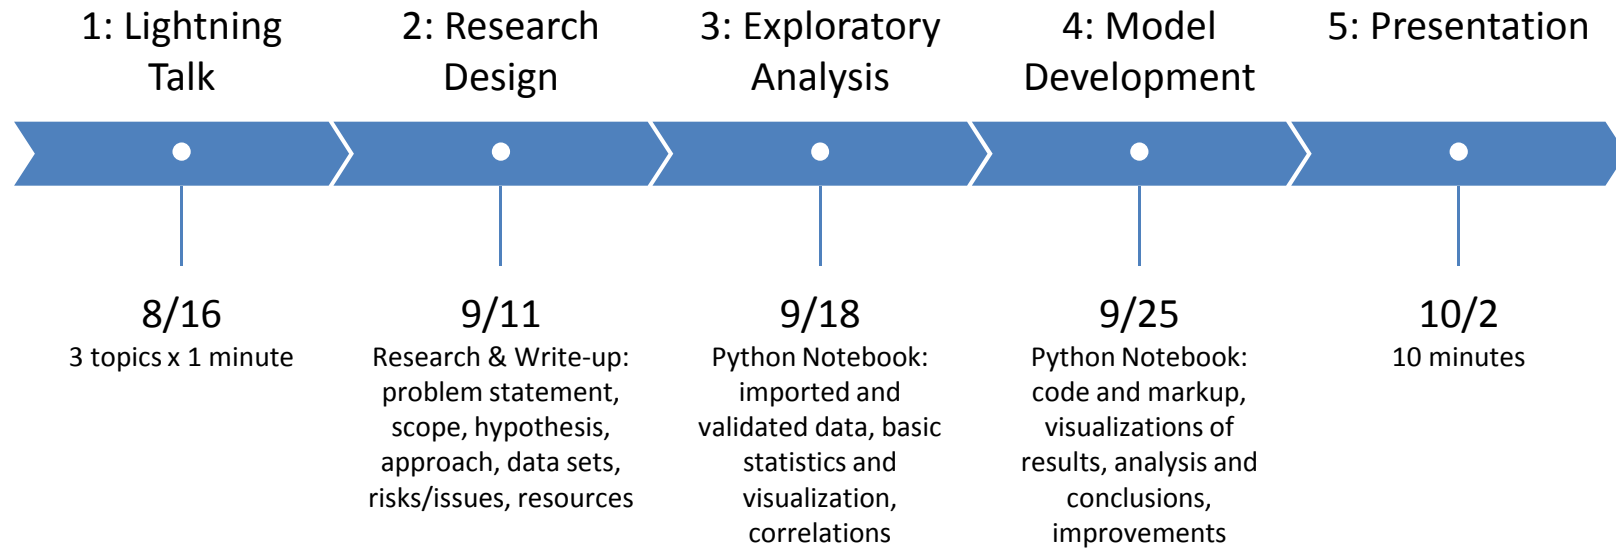 1: Lightning
Talk
2: Research
Design
3: Exploratory
Analysis
4: Model
Development
5: Presentation
8/16
3 topics x 1 minute
9/11
Research & Write-up:
problem statement,
scope, hypothesis,
approach, data sets,
risks/issues, resources
9/18
Python Notebook:
imported and
validated data, basic
statistics and
visualization,
correlations
9/25
Python Notebook:
code and markup,
visualizations of
results, analysis and
conclusions,
improvements
10/2
10 minutes